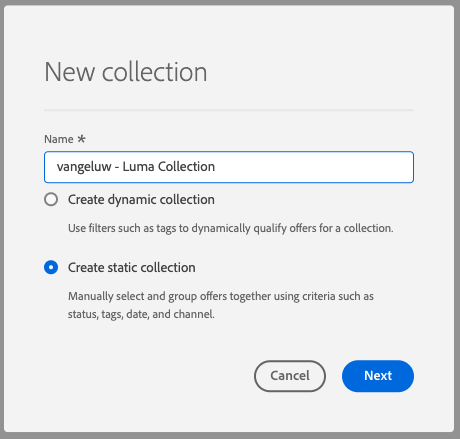 New collection
Name *
vangeluw - Luma Collection
Create dynamic collection
Use filters such as tags to dynamically qualify offers for a collection.
Create static collection
Manually select and group offers together using criteria such as
status, tags, date, and channel.
Cancel Next